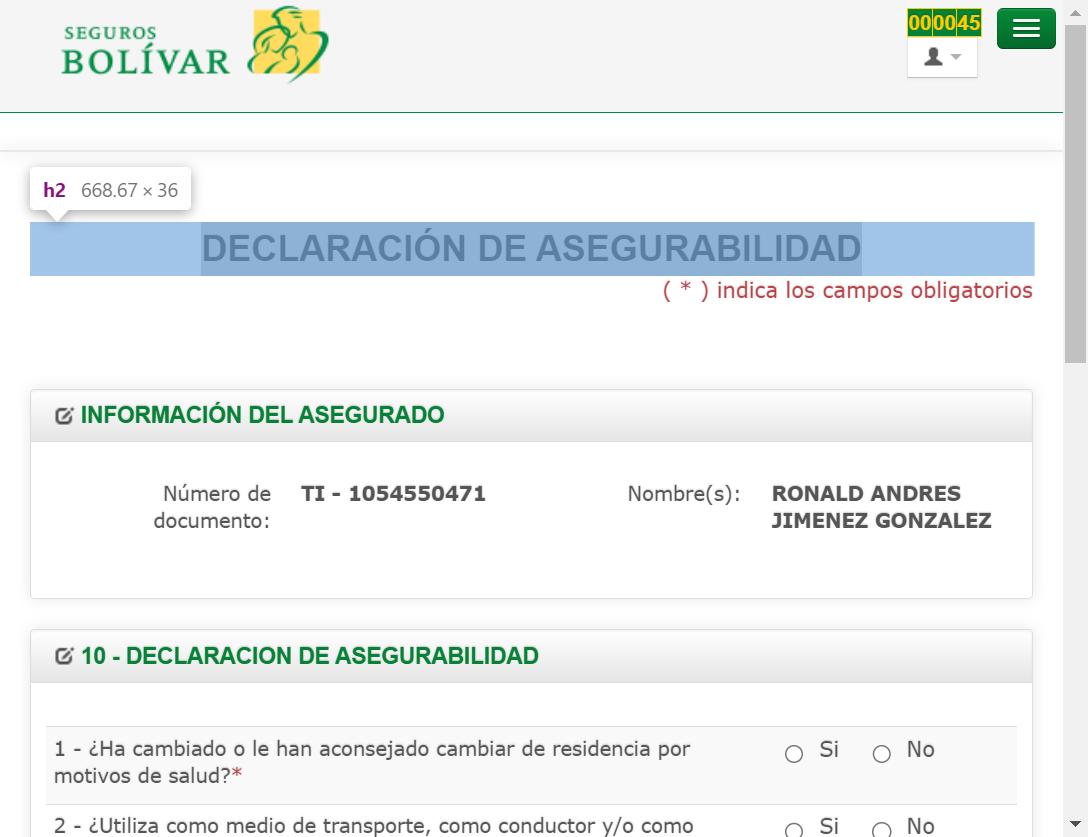 SEGUROS
BOLÍVAR
000045
h2 668.67 × 36
DECLARACIÓN DE ASEGURABILIDAD
( * ) indica los campos obligatorios
INFORMACIÓN DEL ASEGURADO
Número de documento: TI - 1054550471 Nombre(s): RONALD ANDRES JIMENEZ GONZALEZ
10 - DECLARACION DE ASEGURABILIDAD
1 - ¿Ha cambiado o le han aconsejado cambiar de residencia por
motivos de salud?* Si No
2 - ¿Utiliza como medio de transporte, como conductor y/o como Si No